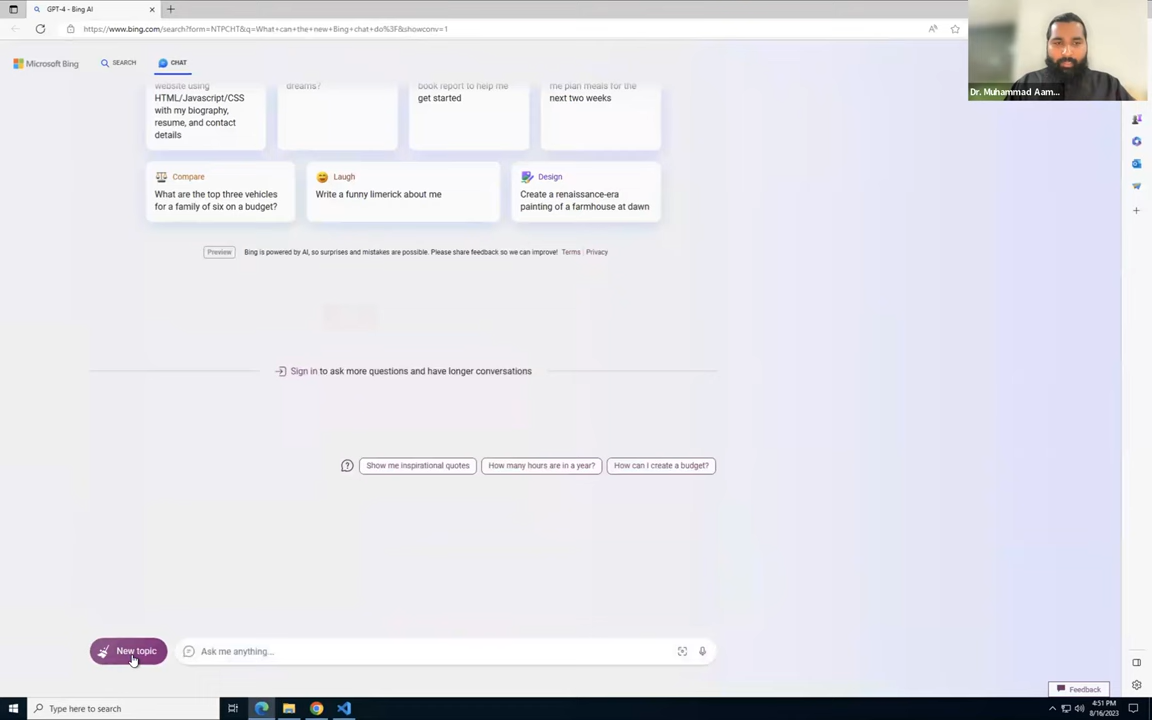 GPT-4 - Bing AI
https://www.bing.com/search?form=NTPCHT&q=What+can+the+new+Bing+chat+do%3F&showconv=1
Microsoft Bing
SEARCH
CHAT
website using
HTML/Javascript/CSS
with my biography,
resume, and contact
details
dreams?
book report to help me
get started
me plan meals for the
next two weeks
Compare
What are the top three vehicles
for a family of six on a budget?
Laugh
Write a funny limerick about me
Design
Create a renaissance-era
painting of a farmhouse at dawn
Preview
Bing is powered by AI, so surprises and mistakes are possible. Please share feedback so we can improve! Terms | Privacy
Sign in to ask more questions and have longer conversations
Show me inspirational quotes
How many hours are in a year?
How can I create a budget?
New topic
Ask me anything...
Feedback
Type here to search
4:51 PM
8/16/2023
Dr. Muhammad Aam...